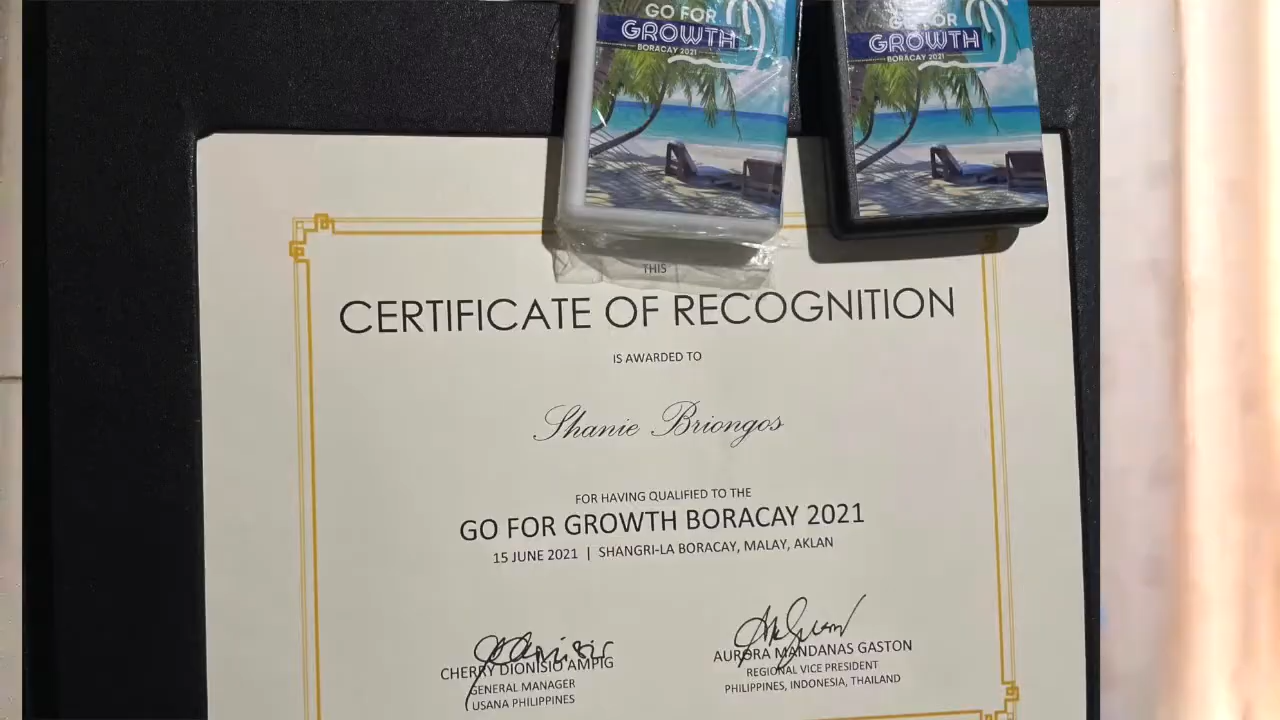 GO FOR
GROWTH
BORACAY 2021
GO FOR
GROWTH
BORACAY 2021
THIS
CERTIFICATE OF RECOGNITION
IS AWARDED TO
Shanie Briongos
FOR HAVING QUALIFIED TO THE
GO FOR GROWTH BORACAY 2021
15 JUNE 2021 | SHANGRI-LA BORACAY, MALAY, AKLAN
CHERRY DIONISIO AMPIG
GENERAL MANAGER
USANA PHILIPPINES
AURORA MANDANAS GASTON
REGIONAL VICE PRESIDENT
PHILIPPINES, INDONESIA, THAILAND